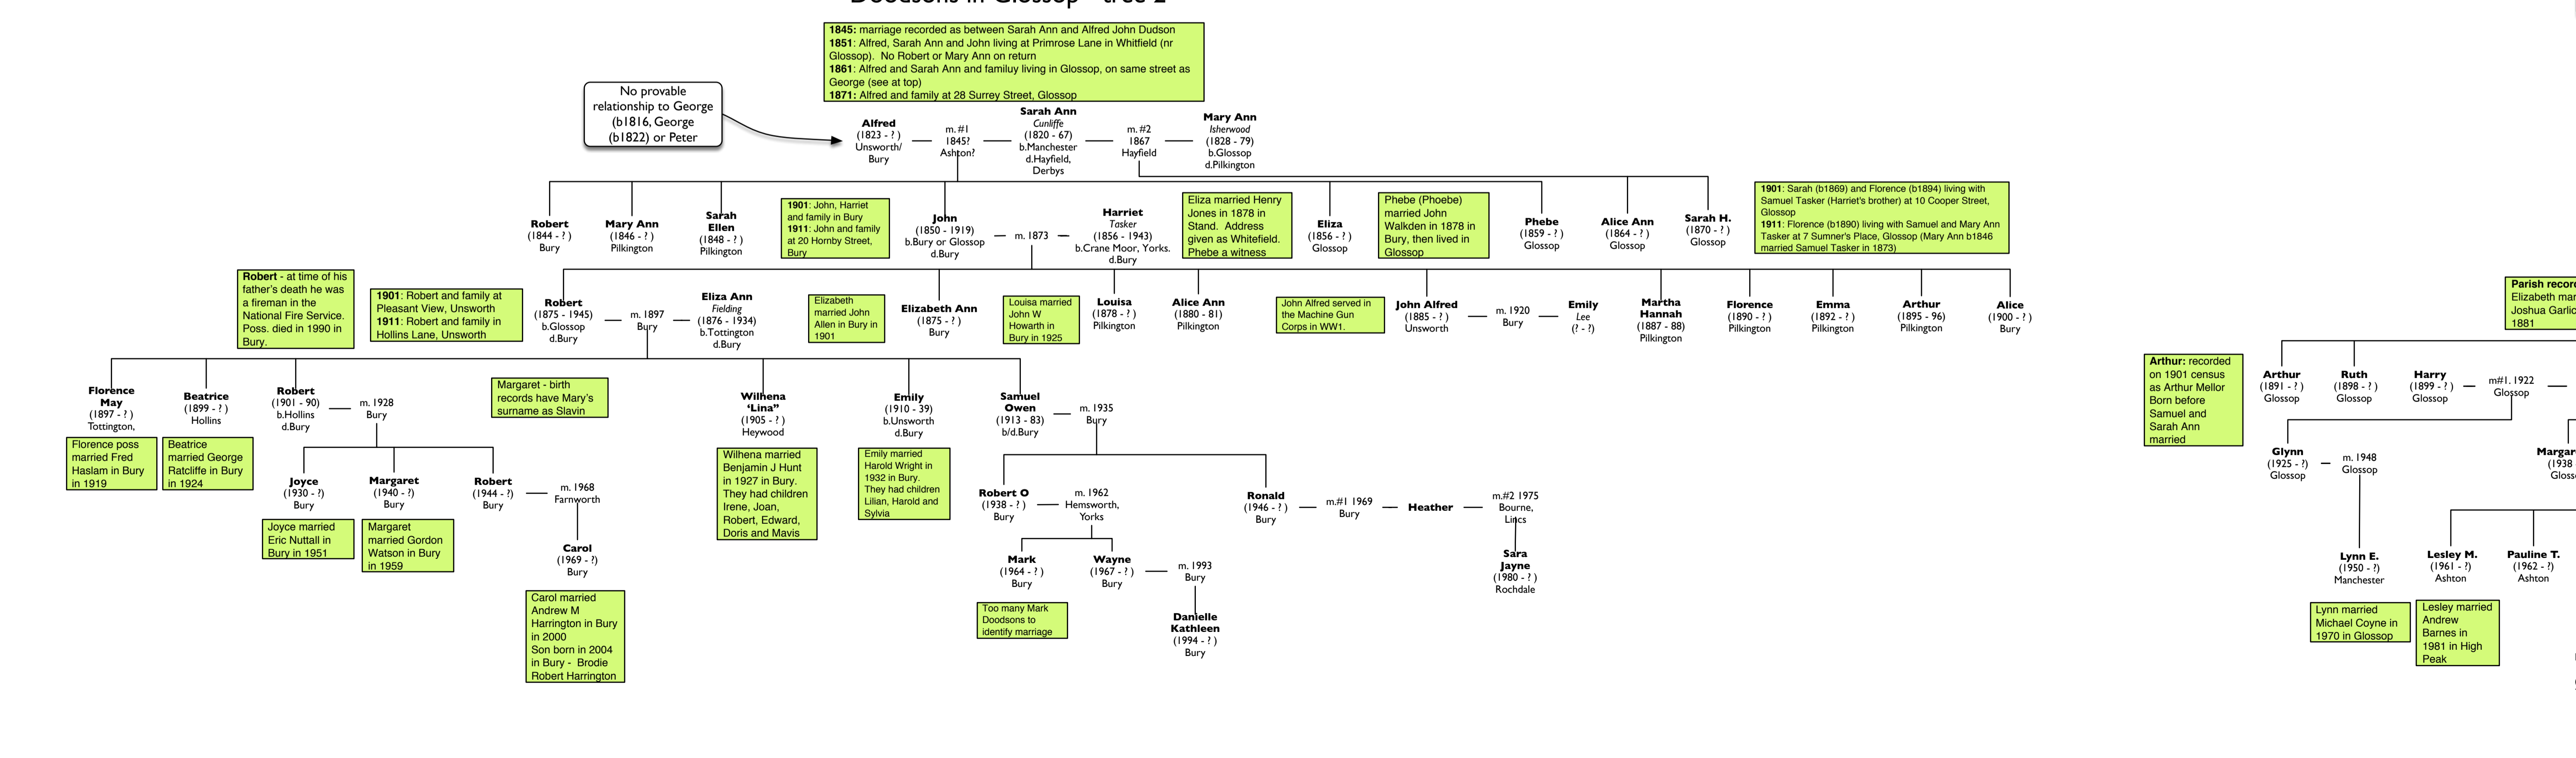 Doodsons in Glossop - tree 2
1845: marriage recorded as between Sarah Ann and Alfred John Dudson
1851: Alfred, Sarah Ann and John living at Primrose Lane in Whitfield (nr
Glossop).  No Robert or Mary Ann on return
1861: Alfred and Sarah Ann and familuy living in Glossop, on same street as
George (see at top)
1871: Alfred and family at 28 Surrey Street, Glossop
No provable
relationship to George
(b1816, George
(b1822) or Peter
Alfred
(1823 - ? )
Unsworth/
Bury
m. #1
1845?
Ashton?
Sarah Ann
Cunliffe
(1820 - 67)
b.Manchester
d.Hayfield,
Derbys
m. #2
1867
Hayfield
Mary Ann
Isherwood
(1828 - 79)
b.Glossop
d.Pilkington
Robert
(1844 - ? )
Bury
Mary Ann
(1846 - ? )
Pilkington
Sarah
Ellen
(1848 - ? )
Pilkington
1901: John, Harriet
and family in Bury
1911: John and family
at 20 Hornby Street,
Bury
John
(1850 - 1919)
b.Bury or Glossop
d.Bury
m. 1873
Harriet
Tasker
(1856 - 1943)
b.Crane Moor, Yorks.
d.Bury
Eliza married Henry
Jones in 1878 in
Stand.  Address
given as Whitefield.
Phebe a witness
Eliza
(1856 - ? )
Glossop
Phebe (Phoebe)
married John
Walkden in 1878 in
Bury, then lived in
Glossop
Phebe
(1859 - ? )
Glossop
Alice Ann
(1864 - ? )
Glossop
Sarah H.
(1870 - ? )
Glossop
1901: Sarah (b1869) and Florence (b1894) living with
Samuel Tasker (Harriet's brother) at 10 Cooper Street,
Glossop
1911: Florence (b1890) living with Samuel and Mary Ann
Tasker at 7 Sumner's Place, Glossop (Mary Ann b1846
married Samuel Tasker in 1873)
Robert - at time of his
father's death he was
a fireman in the
National Fire Service.
Poss. died in 1990 in
Bury.
1901: Robert and family at
Pleasant View, Unsworth
1911: Robert and family in
Hollins Lane, Unsworth
Robert
(1875 - 1945)
b.Glossop
d.Bury
m. 1897
Bury
Eliza Ann
Fielding
(1876 - 1934)
b.Tottington
d.Bury
Elizabeth
married John
Allen in Bury in
1901
Elizabeth Ann
(1875 - ? )
Bury
Louisa married
John W
Howarth in
Bury in 1925
Louisa
(1878 - ? )
Pilkington
Alice Ann
(1880 - 81)
Pilkington
John Alfred served in
the Machine Gun
Corps in WW1.
John Alfred
(1885 - ? )
Unsworth
m. 1920
Bury
Emily
Lee
(? - ?)
Martha
Hannah
(1887 - 88)
Pilkington
Florence
(1890 - ? )
Pilkington
Emma
(1892 - ? )
Pilkington
Arthur
(1895 - 96)
Pilkington
Alice
(1900 - ? )
Bury
Parish recor
Elizabeth mar
Joshua Garlic
1881
Florence
May
(1897 - ? )
Tottington,
Beatrice
(1899 - ? )
Hollins
Robert
(1901 - 90)
b.Hollins
d.Bury
m. 1928
Bury
Margaret - birth
records have Mary's
surname as Slavin
Wilhena
'Lina"
(1905 - ? )
Heywood
Emily
(1910 - 39)
b.Unsworth
d.Bury
Samuel
Owen
(1913 - 83)
b/d.Bury
m. 1935
Bury
Arthur: recorded
on 1901 census
as Arthur Mellor
Born before
Samuel and
Sarah Ann
married
Arthur
(1891 - ? )
Glossop
Ruth
(1898 - ? )
Glossop
Harry
(1899 - ? )
Glossop
m#1. 1922
Glossop
Florence poss
married Fred
Haslam in Bury
in 1919
Beatrice
married George
Ratcliffe in Bury
in 1924
Joyce
(1930 - ?)
Bury
Margaret
(1940 - ?)
Bury
Robert
(1944 - ?)
Bury
m. 1968
Farnworth
Wilhena married
Benjamin J Hunt
in 1927 in Bury.
They had children
Irene, Joan,
Robert, Edward,
Doris and Mavis
Emily married
Harold Wright in
1932 in Bury.
They had children
Lilian, Harold and
Sylvia
Robert O
(1938 - ? )
Bury
m. 1962
Hemsworth,
Yorks
Ronald
(1946 - ? )
Bury
m.#1 1969
Bury
Heather
m.#2 1975
Bourne,
Lincs
Glynn
(1925 - ?)
Glossop
m. 1948
Glossop
Margar
(1938
Gloss
Joyce married
Eric Nuttall in
Bury in 1951
Margaret
married Gordon
Watson in Bury
in 1959
Carol
(1969 - ?)
Bury
Mark
(1964 - ? )
Bury
Wayne
(1967 - ? )
Bury
m. 1993
Bury
Sara
Jayne
(1980 - ? )
Rochdale
Lynn E.
(1950 - ?)
Manchester
Lesley M.
(1961 - ?)
Ashton
Pauline T.
(1962 - ?)
Ashton
Carol married
Andrew M
Harrington in Bury
in 2000
Son born in 2004
in Bury -  Brodie
Robert Harrington
Too many Mark
Doodsons to
identify marriage
Danielle
Kathleen
(1994 - ? )
Bury
Lynn married
Michael Coyne in
1970 in Glossop
Lesley married
Andrew
Barnes in
1981 in High
Peak